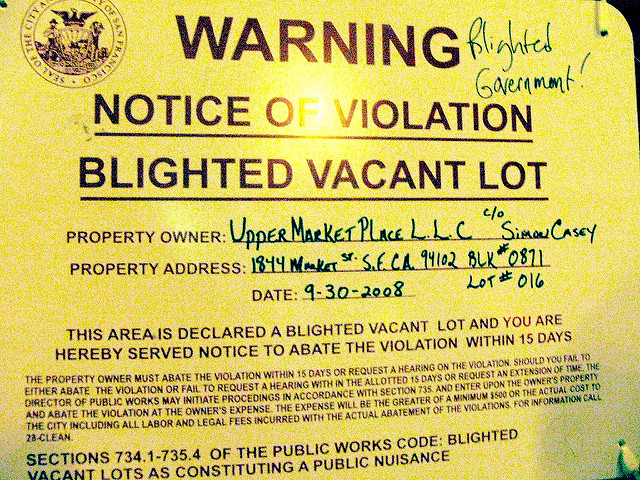 SEAL OF THE CITY AND COUNTY OF SAN FRANCISCO
WARNING
Blighted
Government!
NOTICE OF VIOLATION
BLIGHTED VACANT LOT
PROPERTY OWNER: UPPER MARKET PLACE L.L.C c/o SIMON CASEY
PROPERTY ADDRESS: 1844 MARKET ST. S.F. CA. 94102 BLK# 0871
LOT# 016
DATE: 9-30-2008
THIS AREA IS DECLARED A BLIGHTED VACANT LOT AND YOU ARE
HEREBY SERVED NOTICE TO ABATE THE VIOLATION WITHIN 15 DAYS
THE PROPERTY OWNER MUST ABATE THE VIOLATION WITHIN 15 DAYS OR REQUEST A HEARING ON THE VIOLATION. SHOULD YOU FAIL TO
EITHER ABATE THE VIOLATION OR FAIL TO REQUEST A HEARING WITH IN THE ALLOTTED 15 DAYS OR REQUEST AN EXTENSION OF TIME, THE
DIRECTOR OF PUBLIC WORKS MAY INITIATE PROCEDINGS IN ACCORDANCE WITH SECTION 735. AND ENTER UPON THE OWNER'S PROPERTY
AND ABATE THE VIOLATION AT THE OWNER'S EXPENSE. THE EXPENSE WILL BE THE GREATER OF A MINIMUM $500 OR THE ACTUAL COST TO
THE CITY INCLUDING ALL LABOR AND LEGAL FEES INCURRED WITH THE ACTUAL ABATEMENT OF THE VIOLATIONS. FOR INFORMATION CALL
28-CLEAN.
SECTIONS 734.1-735.4 OF THE PUBLIC WORKS CODE: BLIGHTED
VACANT LOTS AS CONSTITUTING A PUBLIC NUISANCE